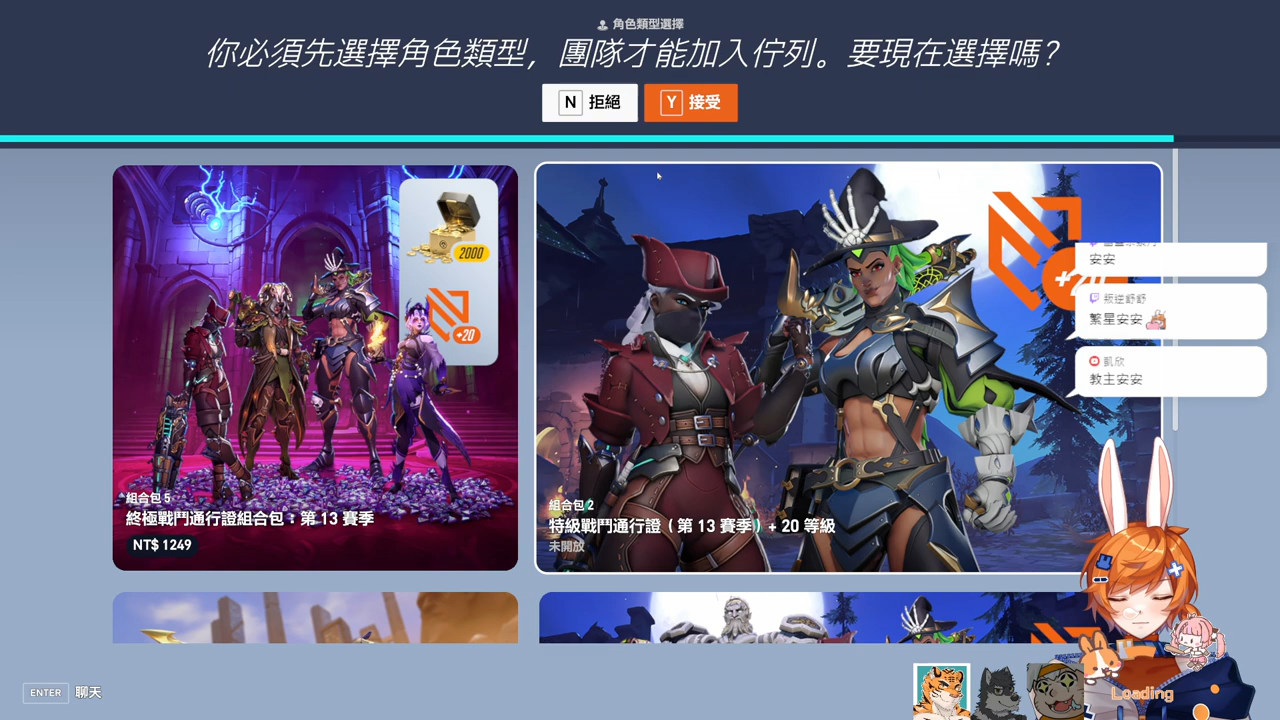 角色類型選擇
你必須先選擇角色類型，團隊才能加入佇列。要現在選擇嗎？
N 拒絕
Y 接受
2000
+20
組合包 5
終極戰鬥通行證組合包：第 13 賽季
NT$ 1249
組合包 2
特級戰鬥通行證（第 13 賽季）+ 20 等級
未開放
安安
叛逆舒舒
繁星安安
凱欣
教主安安
ENTER 聊天
Loading